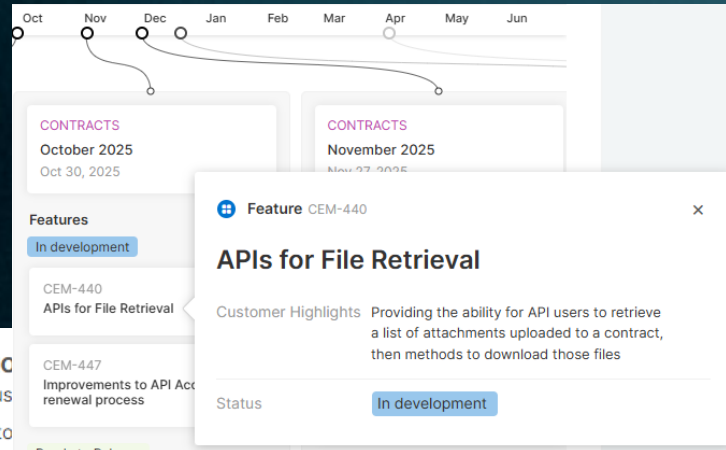 Oct Nov Dec Jan Feb Mar Apr May Jun
CONTRACTS
October 2025
Oct 30, 2025
CONTRACTS
November 2025
Nov 27, 2025
Features
In development
CEM-440
APIs for File Retrieval
CEM-447
Improvements to API Acc
renewal process
Feature CEM-440
APIs for File Retrieval
Customer Highlights Providing the ability for API users to retrieve
a list of attachments uploaded to a contract,
then methods to download those files
Status In development